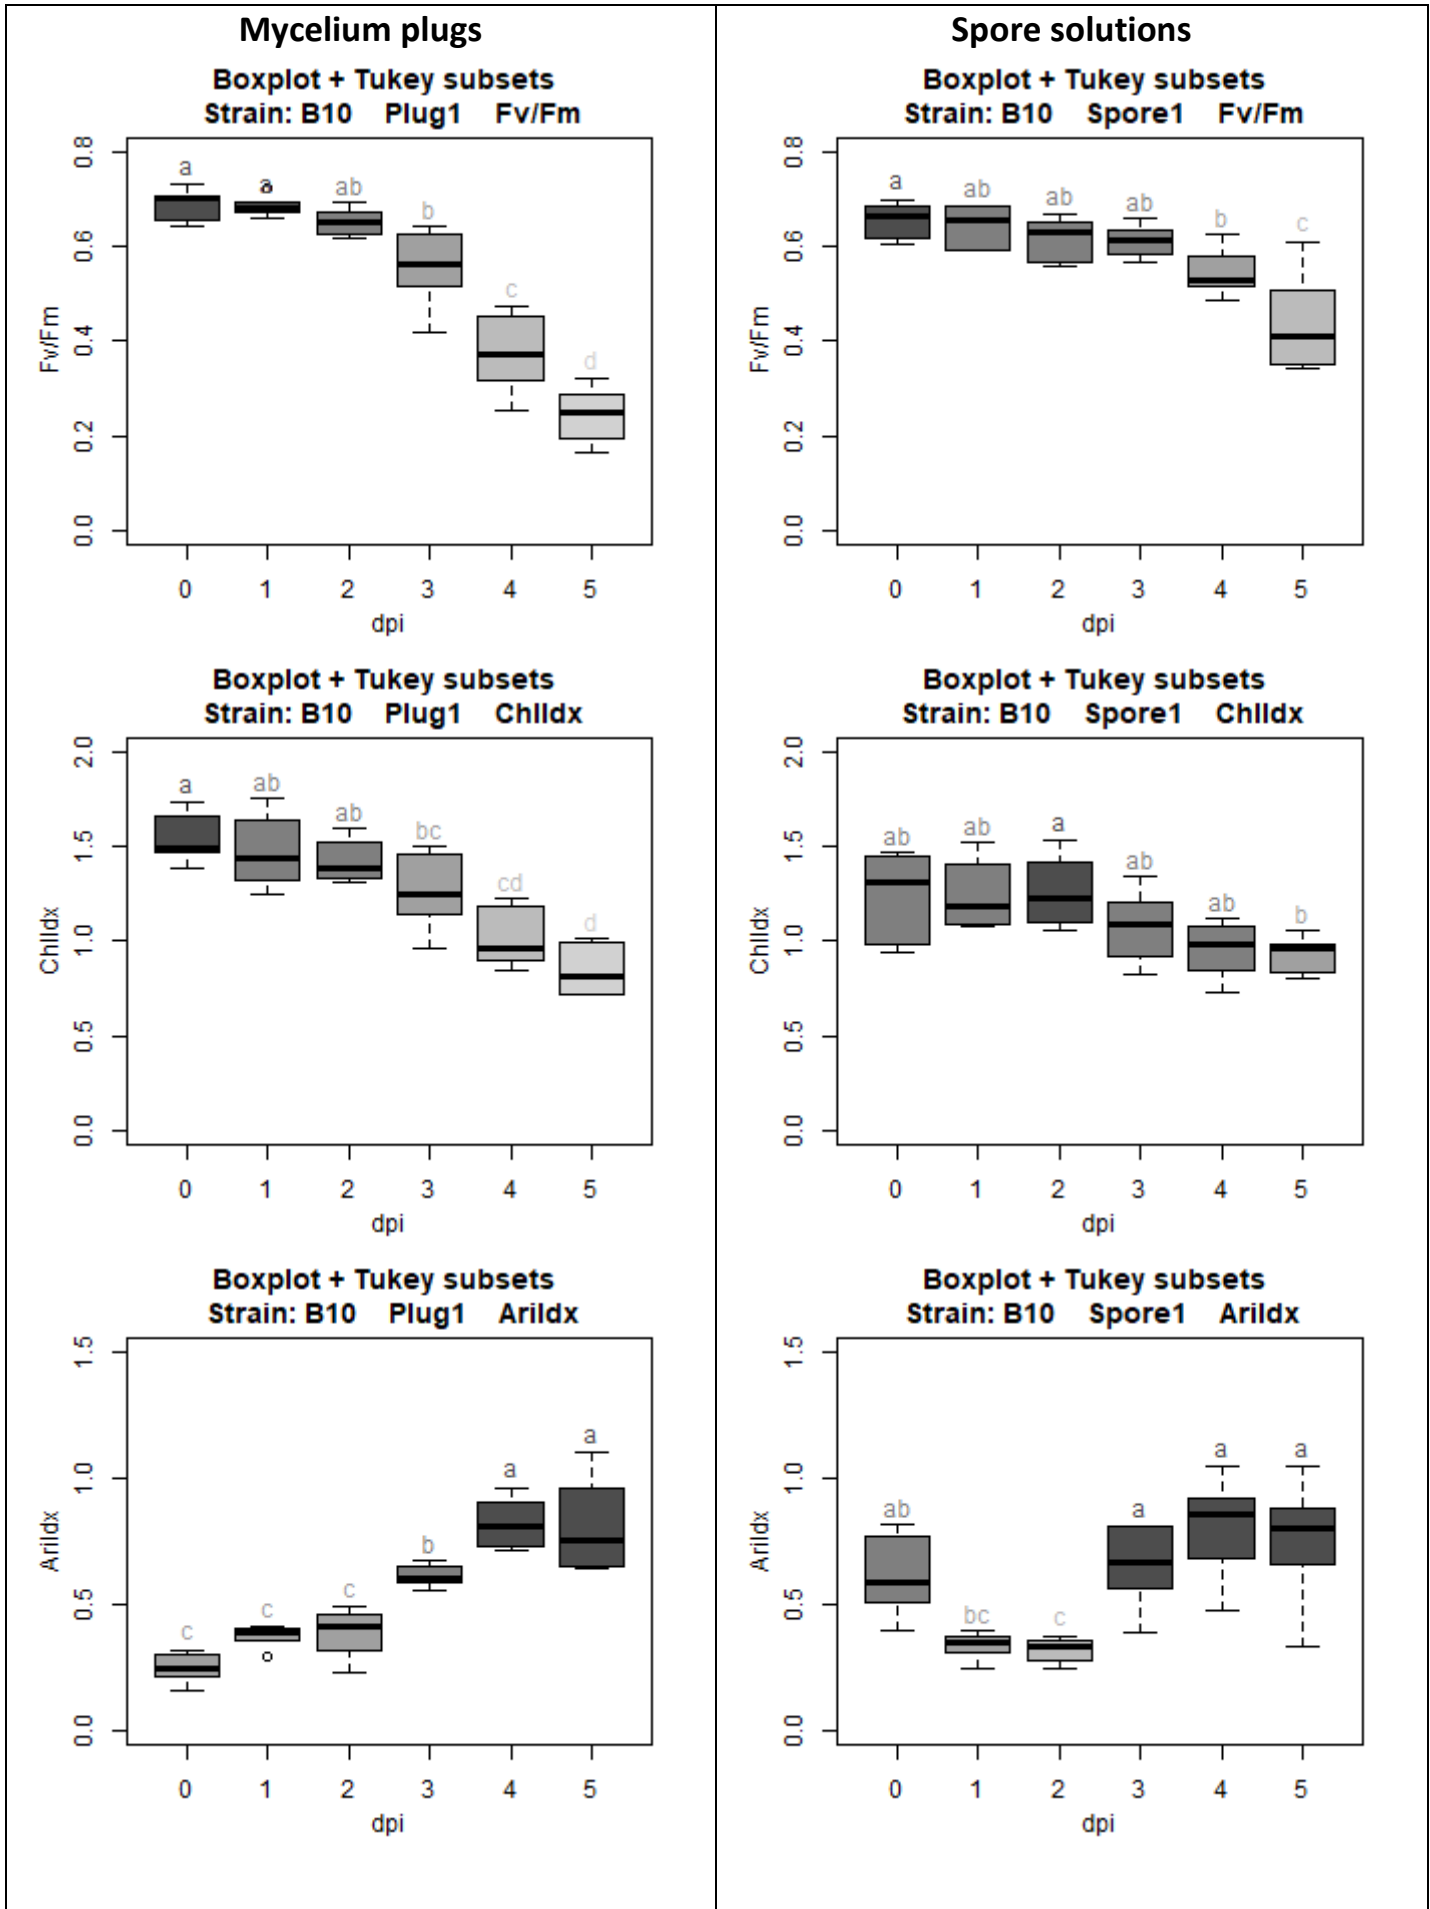 Mycelium plugs
Boxplot + Tukey subsets
Strain: B10 Plug1 Fv/Fm
0.8
0.6
0.4
0.2
0.0
Fv/Fm
a
a
ab
b
c
d
0 1 2 3 4 5
dpi
Boxplot + Tukey subsets
Strain: B10 Plug1 ChlIdx
2.0
1.5
1.0
0.5
0.0
ChlIdx
a
ab
ab
bc
cd
d
0 1 2 3 4 5
dpi
Boxplot + Tukey subsets
Strain: B10 Plug1 AriIdx
1.5
1.0
0.5
0.0
AriIdx
c
c
c
b
a
a
0 1 2 3 4 5
dpi
Spore solutions
Boxplot + Tukey subsets
Strain: B10 Spore1 Fv/Fm
0.8
0.6
0.4
0.2
0.0
Fv/Fm
a
ab
ab
ab
b
c
0 1 2 3 4 5
dpi
Boxplot + Tukey subsets
Strain: B10 Spore1 ChlIdx
2.0
1.5
1.0
0.5
0.0
ChlIdx
ab
ab
a
ab
ab
b
0 1 2 3 4 5
dpi
Boxplot + Tukey subsets
Strain: B10 Spore1 AriIdx
1.5
1.0
0.5
0.0
AriIdx
ab
bc
c
a
a
a
0 1 2 3 4 5
dpi